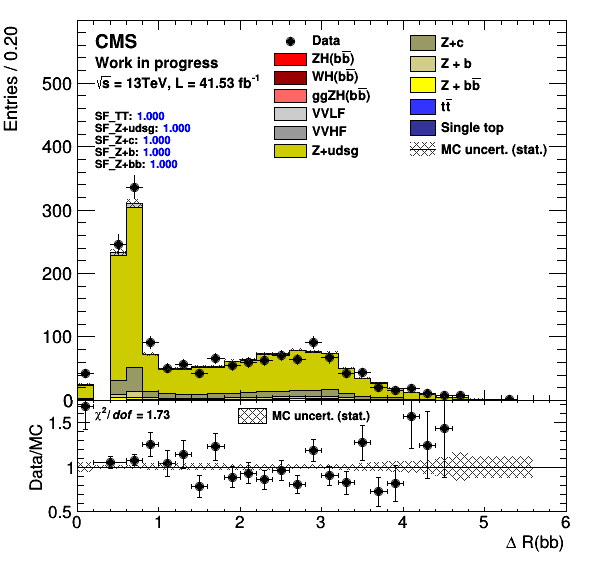 CMS
Work in progress
√s = 13TeV, L = 41.53 fb⁻¹
SF_TT: 1.000
SF_Z+udsg: 1.000
SF_Z+c: 1.000
SF_Z+b: 1.000
SF_Z+bb: 1.000
Data
ZH(bb̅)
WH(bb̅)
ggZH(bb̅)
VVLF
VVHF
Z+udsg
Z+c
Z + b
Z + bb̅
tt̅
Single top
MC uncert. (stat.)
Entries / 0.20
500
400
300
200
100
0
χ²/dof = 1.73
MC uncert. (stat.)
Data/MC
1.5
1
0.5
0 1 2 3 4 5 6
Δ R(bb)